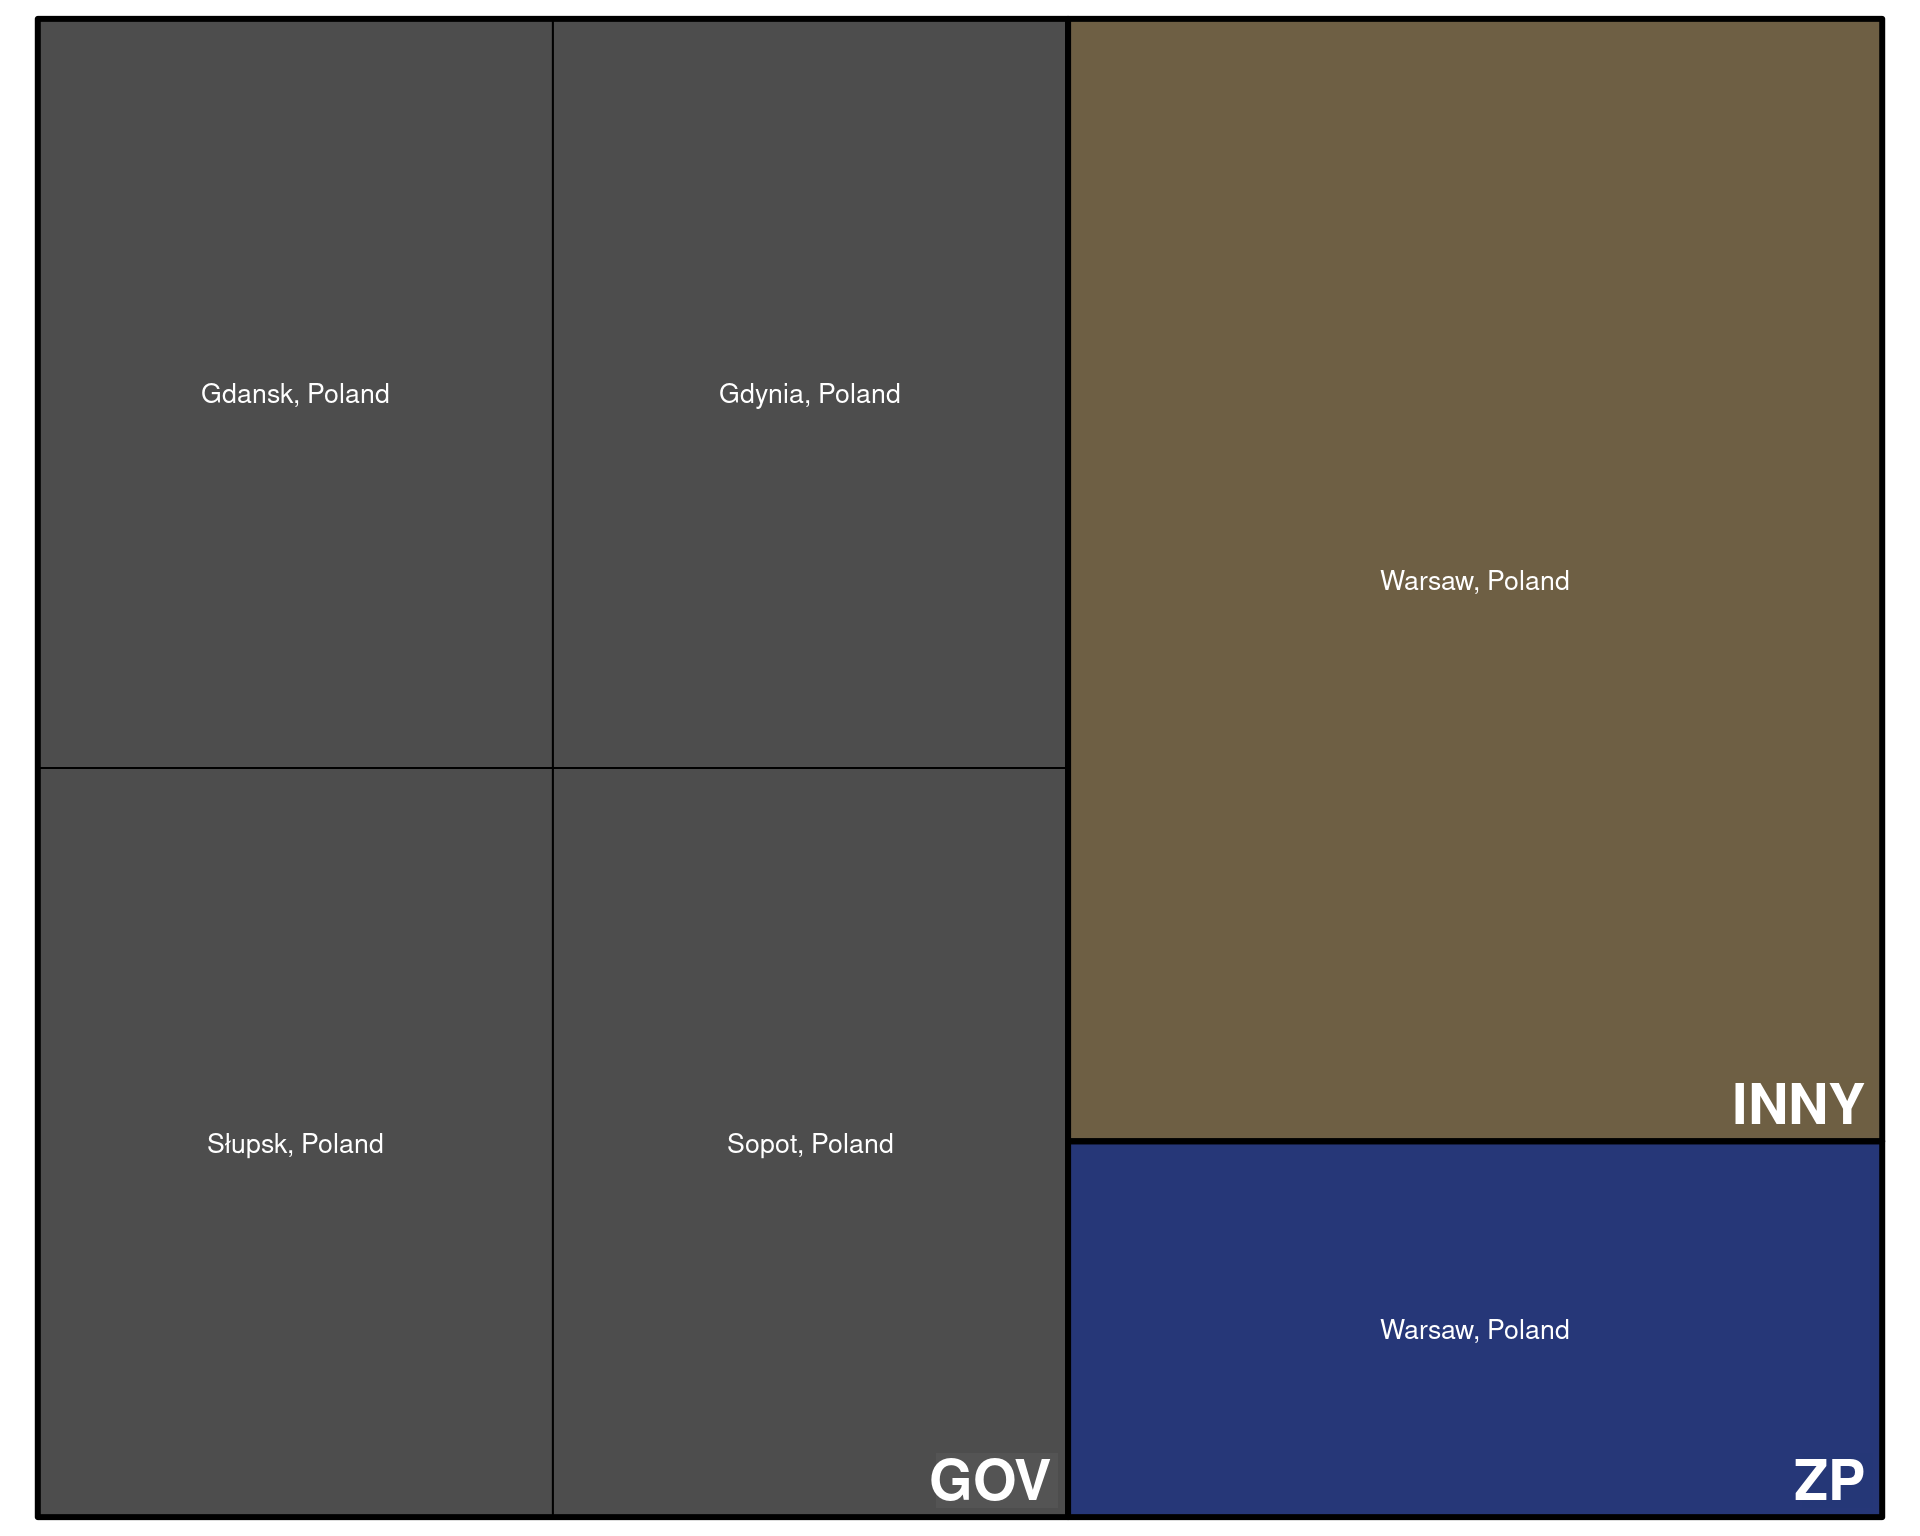 Gdansk, Poland
Gdynia, Poland
Warsaw, Poland
INNY
Słupsk, Poland
Sopot, Poland
Warsaw, Poland
GOV
ZP